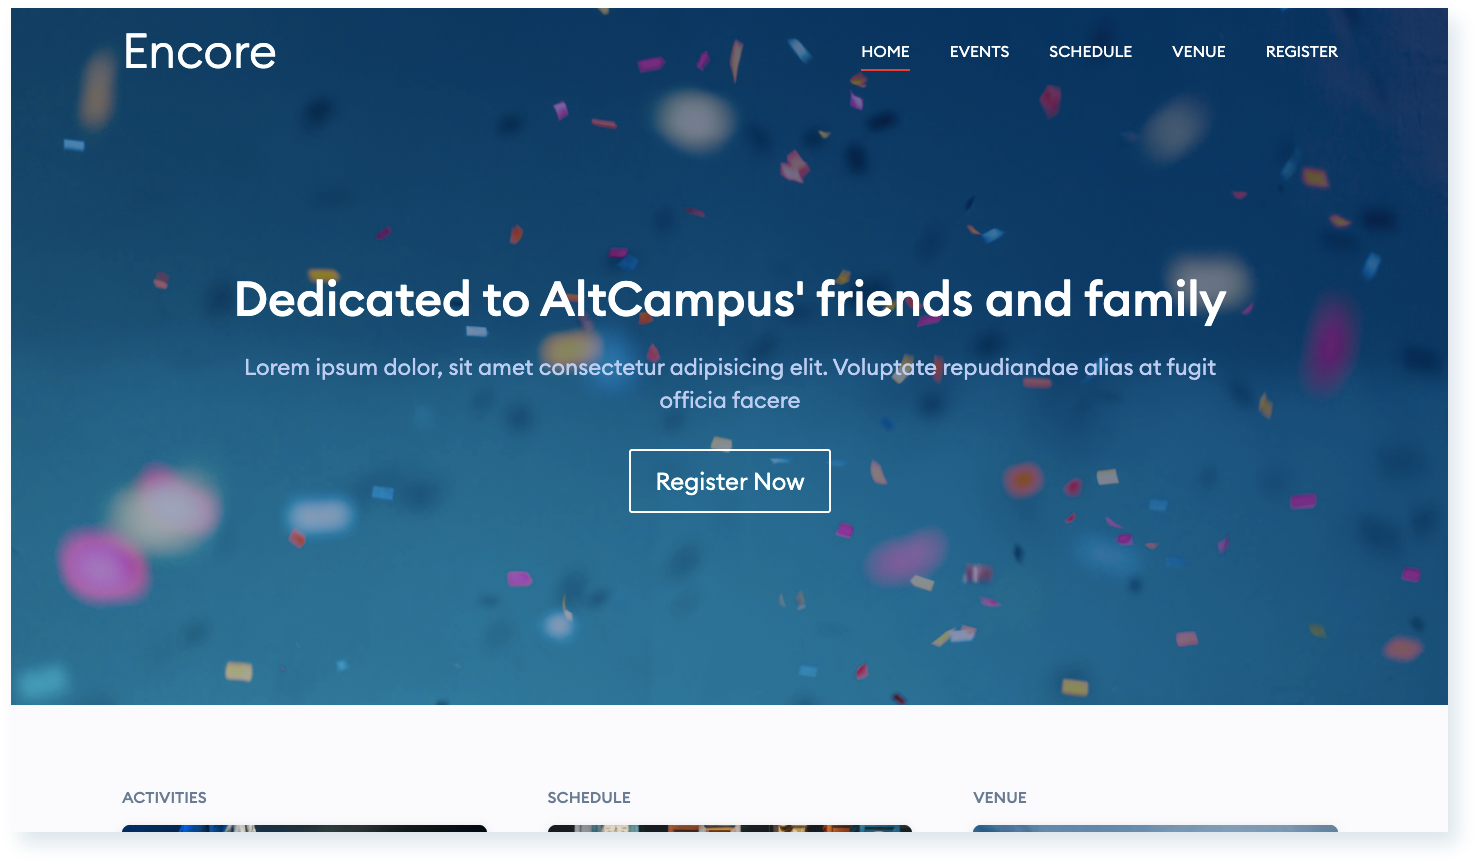 Encore
HOME EVENTS SCHEDULE VENUE REGISTER
Dedicated to AltCampus' friends and family
Lorem ipsum dolor, sit amet consectetur adipisicing elit. Voluptate repudiandae alias at fugit
officia facere
Register Now
ACTIVITIES SCHEDULE VENUE